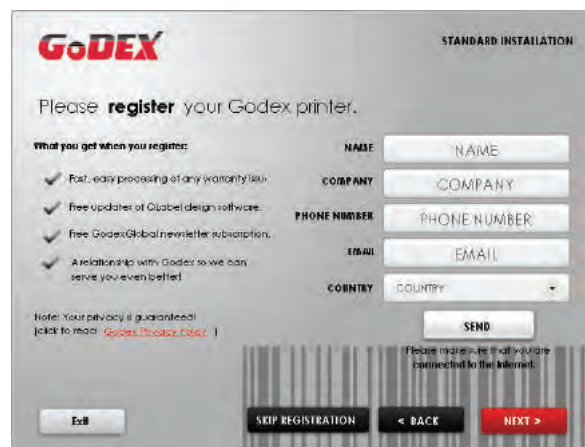 GoDEX
STANDARD INSTALLATION
Please register your Godex printer.
What you get when you register:
Fast, easy processing of any warranty issue.
Free updates of QLabel design software.
Free GodexGlobal newsletter subscription.
A relationship with Godex so we can
serve you even better!
Note: Your privacy is guaranteed!
(click to read: Godex Privacy Policy )
NAME NAME
COMPANY COMPANY
PHONE NUMBER PHONE NUMBER
EMAIL EMAIL
COUNTRY COUNTRY
SEND
Please make sure that you are
connected to the Internet.
Exit
SKIP REGISTRATION
< BACK
NEXT >